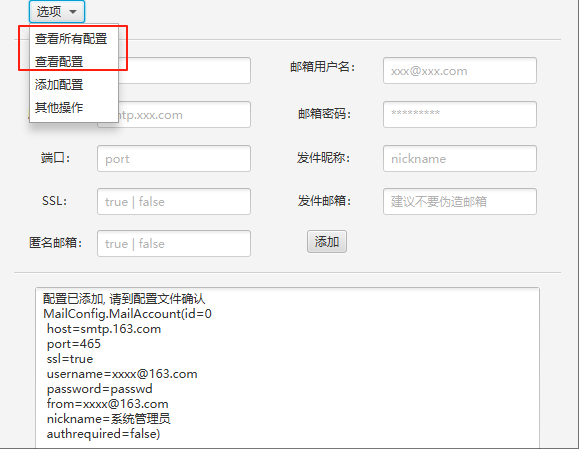 选项
查看所有配置
查看配置
添加配置
其他操作
邮箱用户名：
xxx@xxx.com
tp.xxx.com
邮箱密码：
*********
端口：
port
发件昵称：
nickname
SSL:
true | false
发件邮箱：
建议不要伪造邮箱
匿名邮箱：
true | false
添加
配置已添加, 请到配置文件确认
MailConfig.MailAccount(id=0
host=smtp.163.com
port=465
ssl=true
username=xxxx@163.com
password=passwd
from=xxxx@163.com
nickname=系统管理员
authrequired=false)